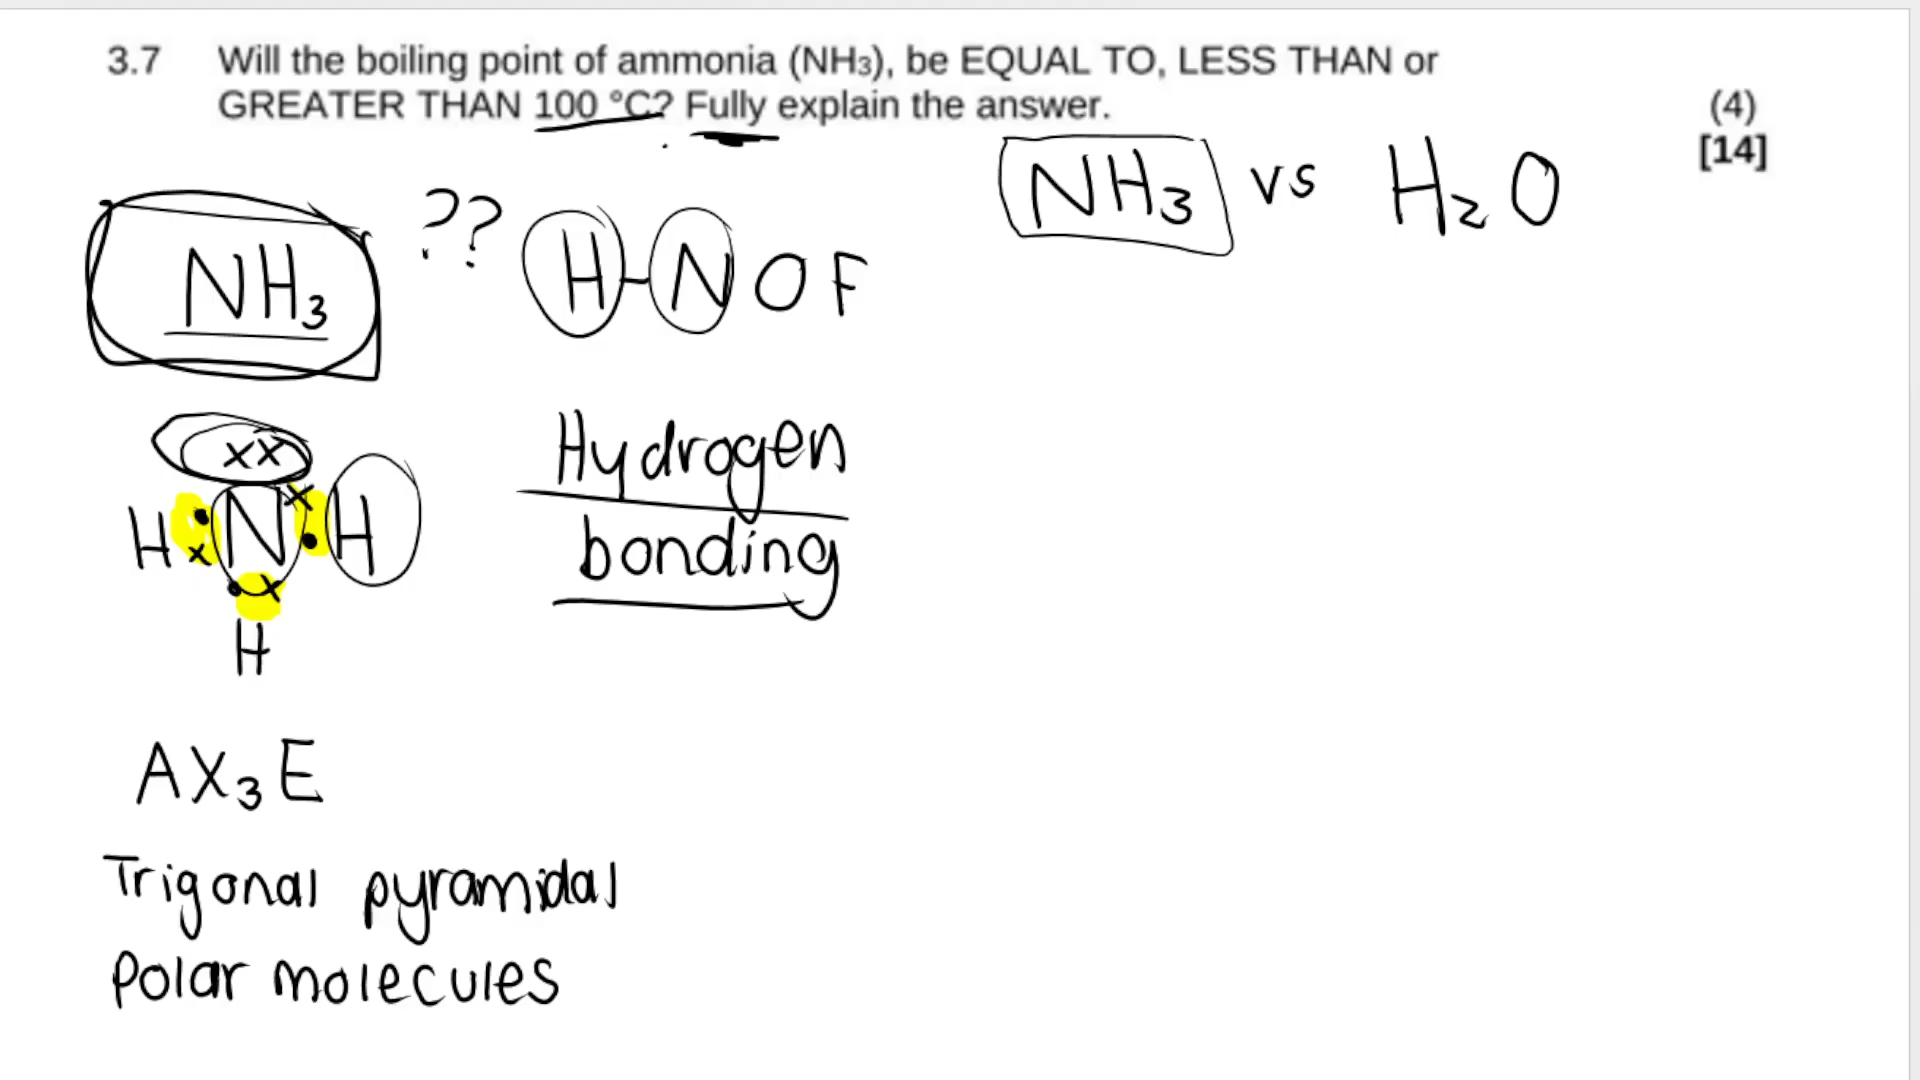 3.7 Will the boiling point of ammonia (NH₃), be EQUAL TO, LESS THAN or
GREATER THAN 100 °C? Fully explain the answer. (4)
[14]
NH₃ vs H₂O
NH₃ ?? H-N O F
Hydrogen
bonding
xx
H •x N x• H
•x
H
AX₃E
Trigonal pyramidal
Polar molecules